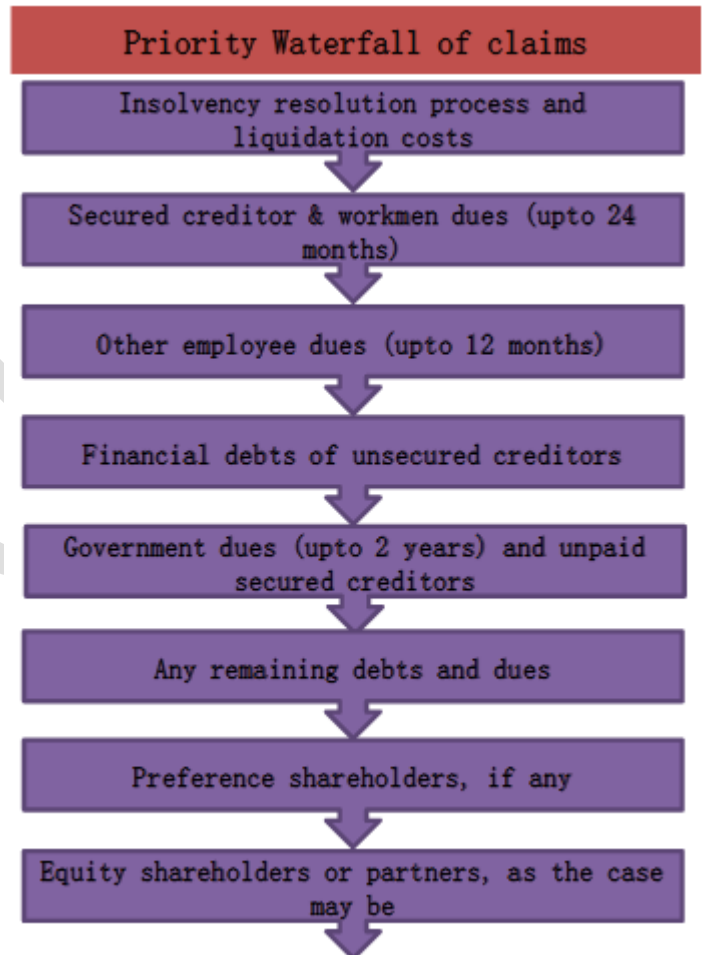 Priority Waterfall of claims
Insolvency resolution process and
liquidation costs
Secured creditor & workmen dues (upto 24
months)
Other employee dues (upto 12 months)
Financial debts of unsecured creditors
Government dues (upto 2 years) and unpaid
secured creditors
Any remaining debts and dues
Preference shareholders, if any
Equity shareholders or partners, as the case
may be